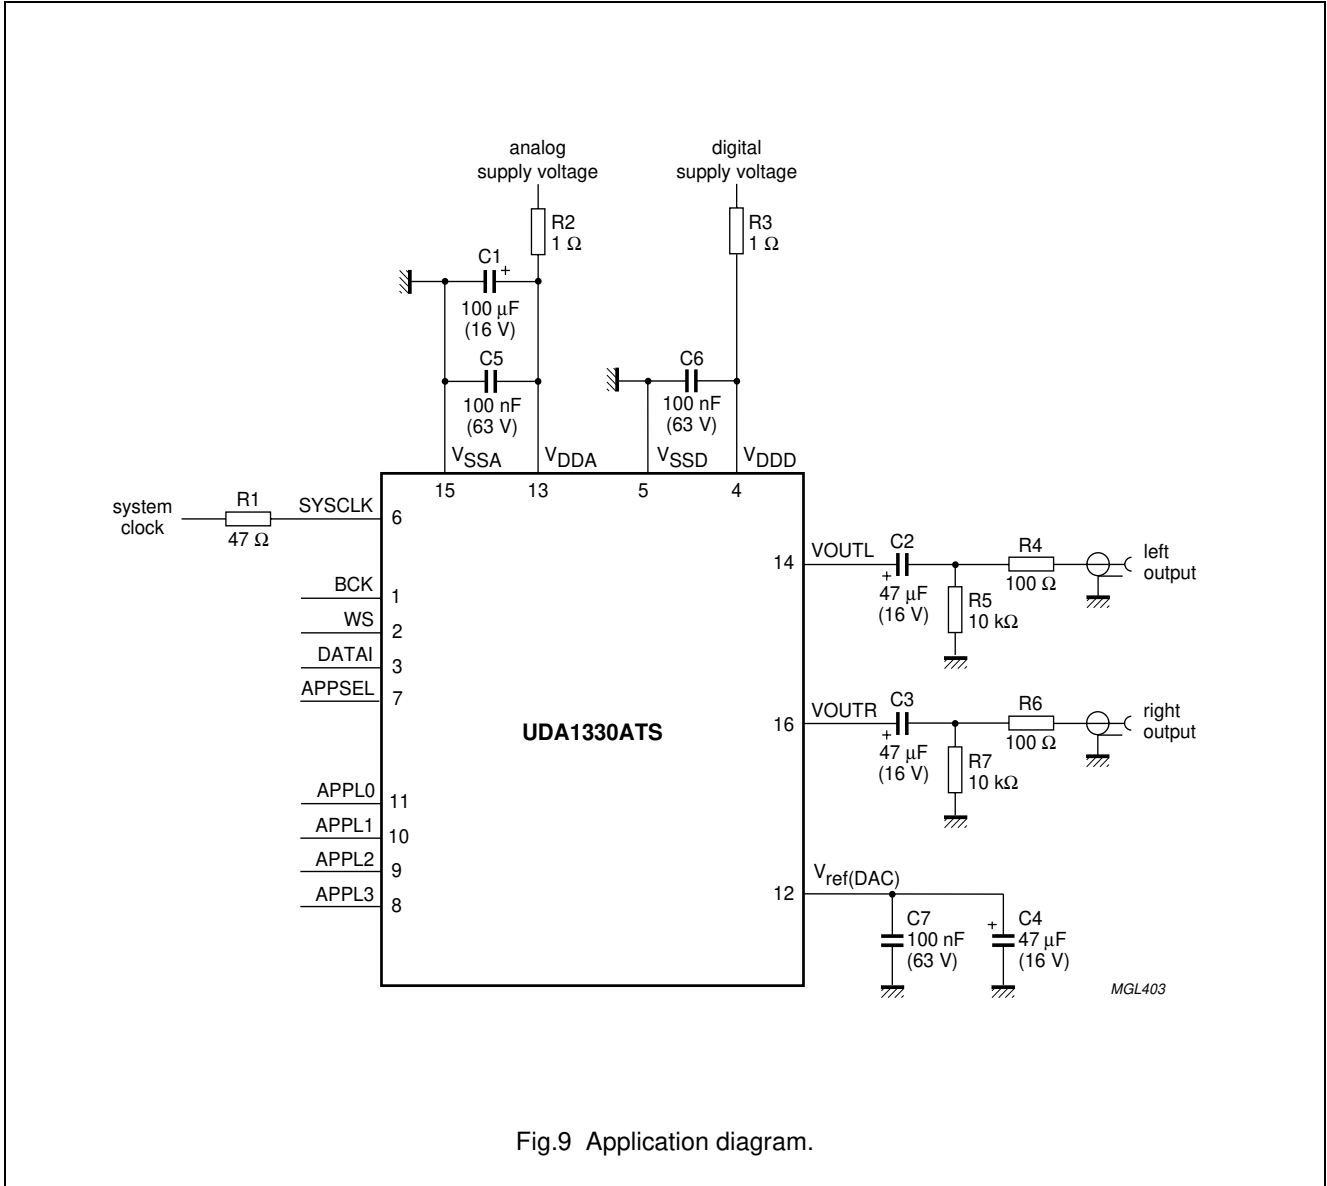 analog
supply voltage
digital
supply voltage
R2
1 Ω
R3
1 Ω
C1
+
100 μF
(16 V)
C5
100 nF
(63 V)
C6
100 nF
(63 V)
VSSA
VDDA
VSSD
VDDD
15
13
5
4
system
clock
R1
47 Ω
SYSCLK
6
BCK
1
WS
2
DATAI
3
APPSEL
7
APPL0
11
APPL1
10
APPL2
9
APPL3
8
UDA1330ATS
14
VOUTL
C2
+
47 μF
(16 V)
R5
10 kΩ
R4
100 Ω
left
output
16
VOUTR
C3
+
47 μF
(16 V)
R7
10 kΩ
R6
100 Ω
right
output
12
Vref(DAC)
C7
100 nF
(63 V)
+
C4
47 μF
(16 V)
MGL403
Fig.9 Application diagram.